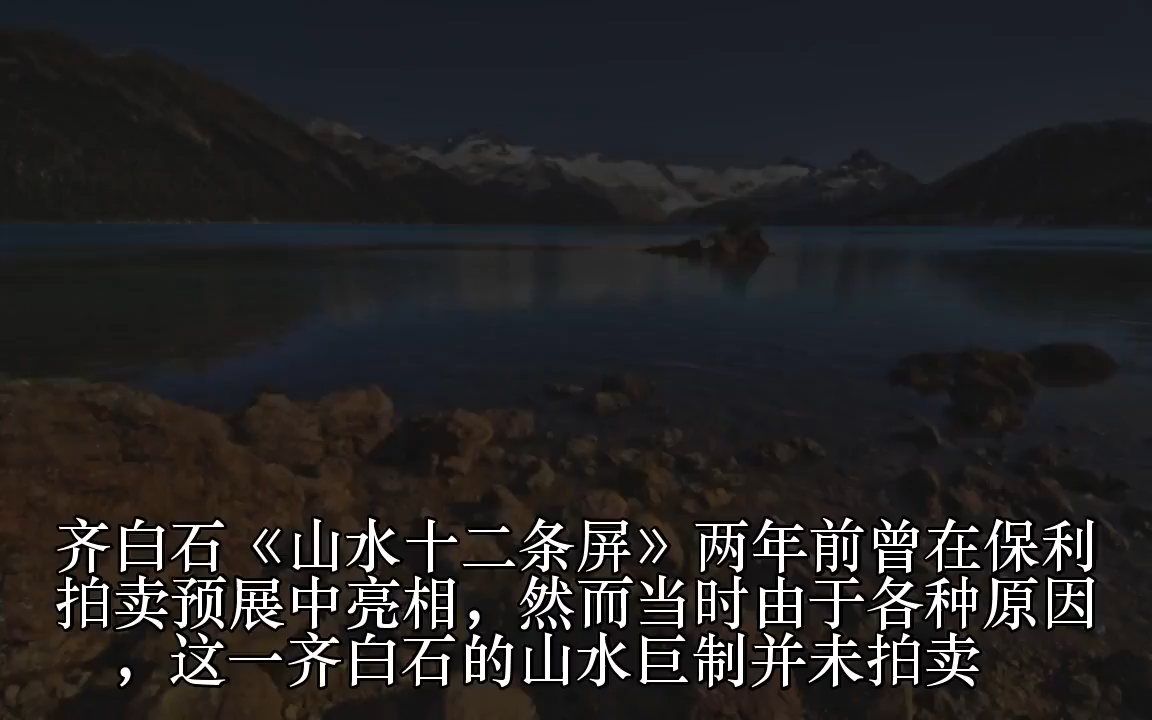 齐白石《山水十二条屏》两年前曾在保利
拍卖预展中亮相，然而当时由于各种原因
，这一齐白石的山水巨制并未拍卖